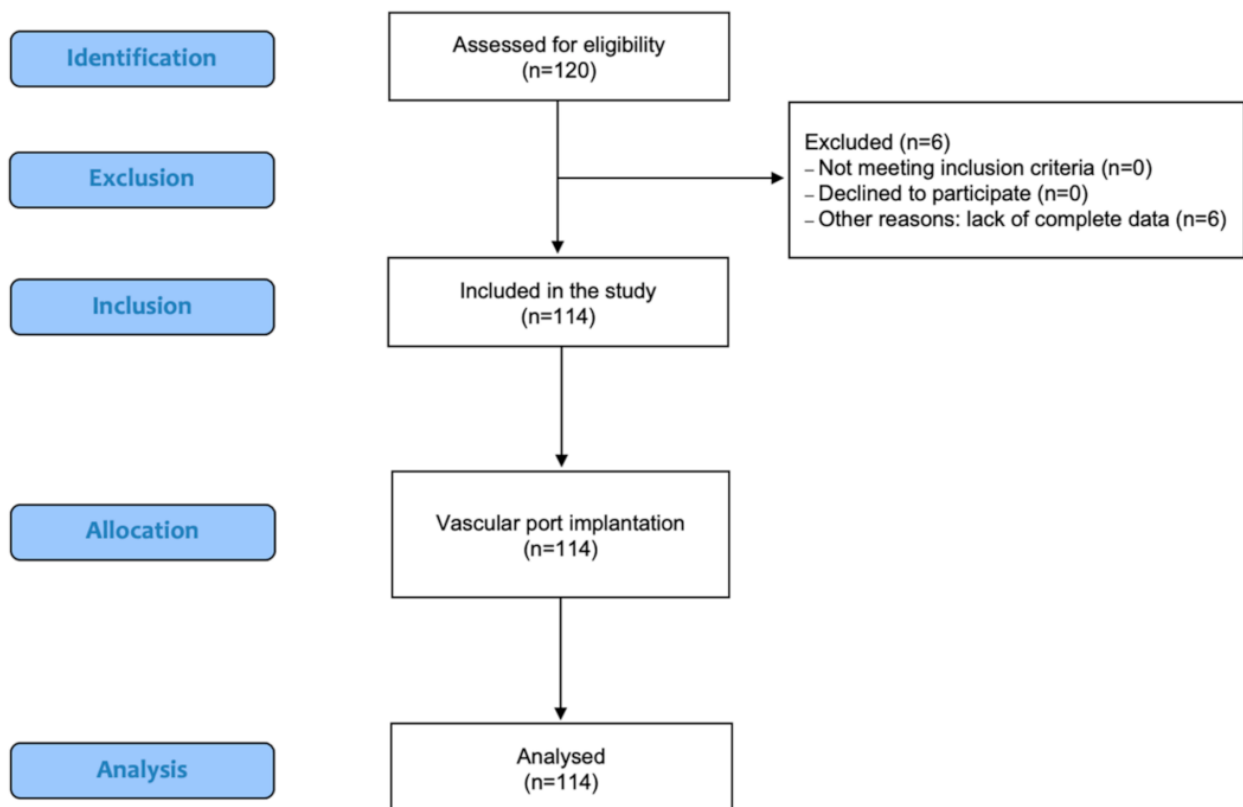 Identification
Assessed for eligibility
(n=120)
Exclusion
Excluded (n=6)
– Not meeting inclusion criteria (n=0)
– Declined to participate (n=0)
– Other reasons: lack of complete data (n=6)
Inclusion
Included in the study
(n=114)
Allocation
Vascular port implantation
(n=114)
Analysis
Analysed
(n=114)